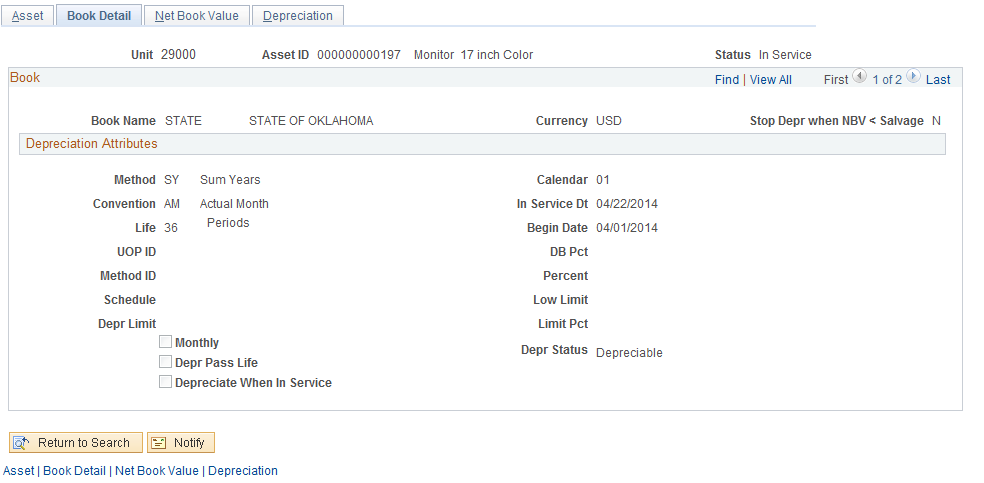 Asset Book Detail Net Book Value Depreciation
Unit 29000 Asset ID 000000000197 Monitor 17 inch Color Status In Service
Book Find | View All First 1 of 2 Last
Book Name STATE STATE OF OKLAHOMA Currency USD Stop Depr when NBV < Salvage N
Depreciation Attributes
Method SY Sum Years Calendar 01
Convention AM Actual Month In Service Dt 04/22/2014
Life 36 Periods Begin Date 04/01/2014
UOP ID DB Pct
Method ID Percent
Schedule Low Limit
Depr Limit Limit Pct
Monthly Depr Status Depreciable
Depr Pass Life
Depreciate When In Service
Return to Search Notify
Asset | Book Detail | Net Book Value | Depreciation